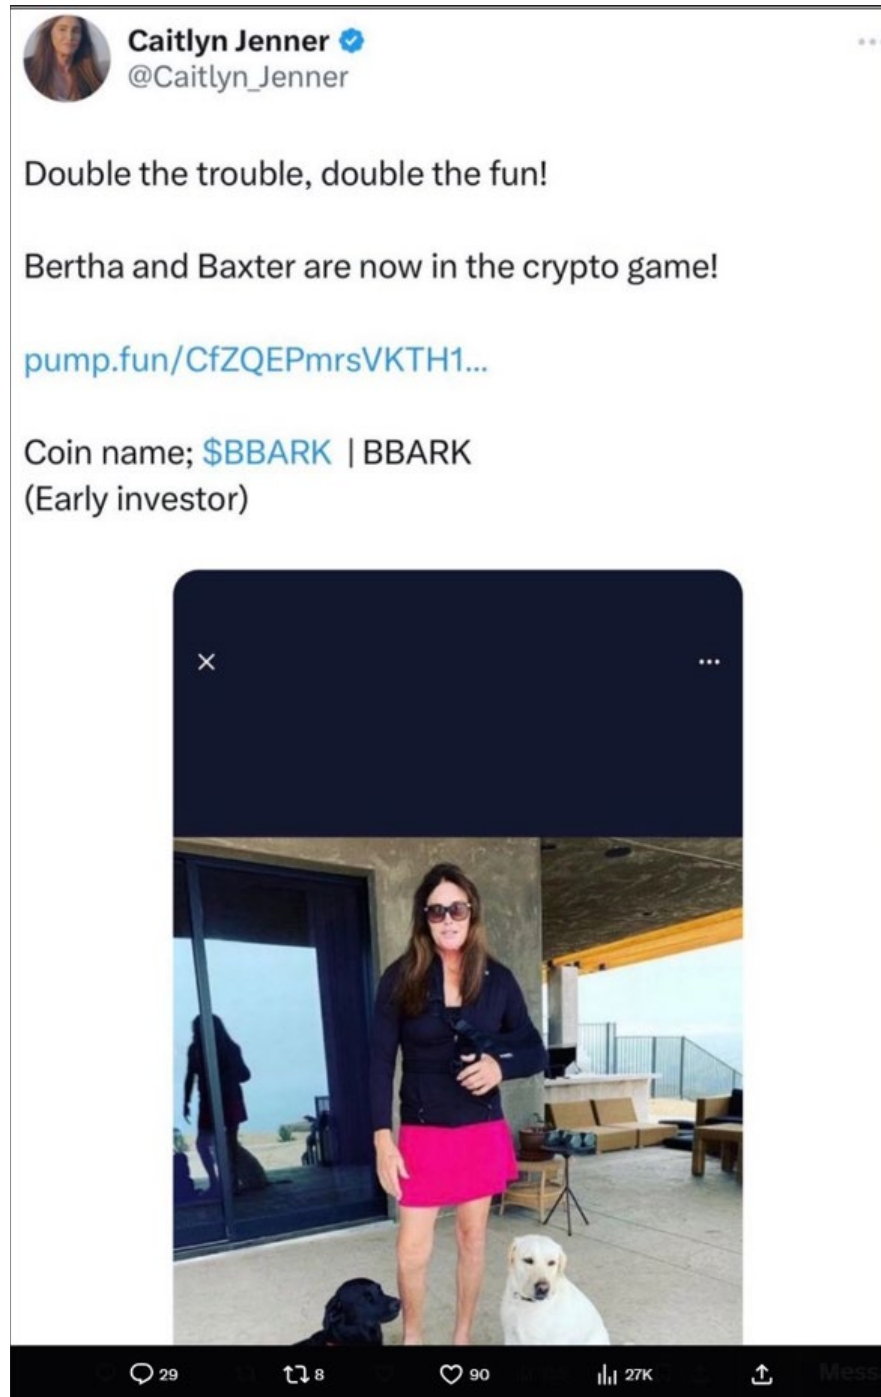 Caitlyn Jenner
@Caitlyn_Jenner
Double the trouble, double the fun!
Bertha and Baxter are now in the crypto game!
pump.fun/CfZQEPmrsVKTH1...
Coin name; $BBARK | BBARK
(Early investor)
29 8 90 27K Mess